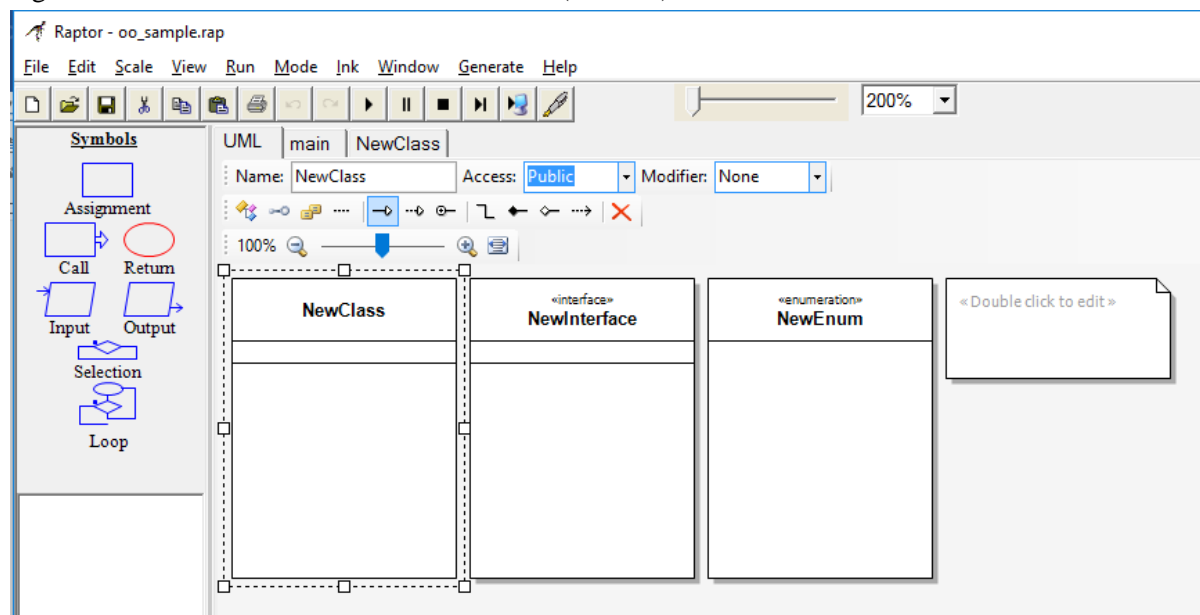 Raptor - oo_sample.rap
File Edit Scale View Run Mode Ink Window Generate Help
200%
Symbols
Assignment
Call Return
Input Output
Selection
Loop
UML main NewClass
Name: NewClass Access: Public Modifier: None
100%
NewClass
«interface»
NewInterface
«enumeration»
NewEnum
«Double click to edit»